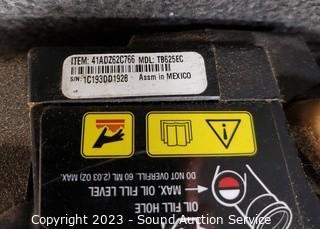 ITEM: 41ADZ62C766 MDL: TB625EC
S/N: 1C193DD1928 Assm in MEXICO
OIL FILL HOLE
MAX. OIL FILL LEVEL
DO NOT OVERFILL 60 ML (2.03 OZ) MAX.
Copyright © 2023 - Sound Auction Service